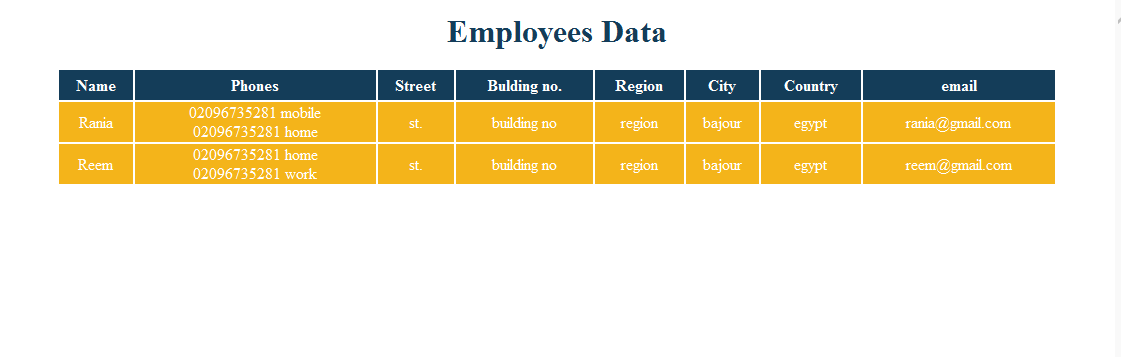 Employees Data
Name Phones Street Bulding no. Region City Country email
Rania 02096735281 mobile st. building no region bajour egypt rania@gmail.com
02096735281 home
Reem 02096735281 home st. building no region bajour egypt reem@gmail.com
02096735281 work